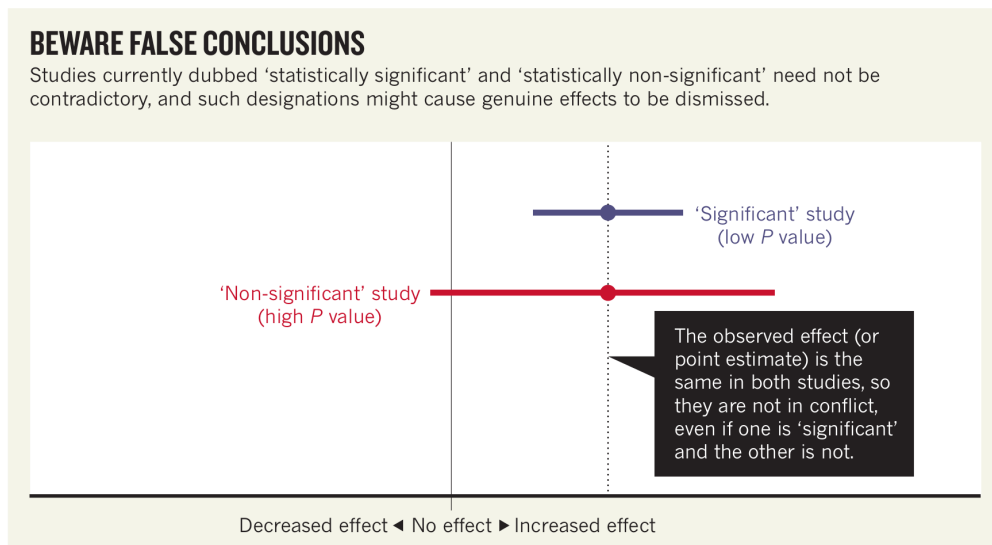 BEWARE FALSE CONCLUSIONS
Studies currently dubbed ‘statistically significant’ and ‘statistically non-significant’ need not be
contradictory, and such designations might cause genuine effects to be dismissed.
‘Significant’ study
(low P value)
‘Non-significant’ study
(high P value)
The observed effect (or
point estimate) is the
same in both studies, so
they are not in conflict,
even if one is ‘significant’
and the other is not.
Decreased effect ◄ No effect ► Increased effect